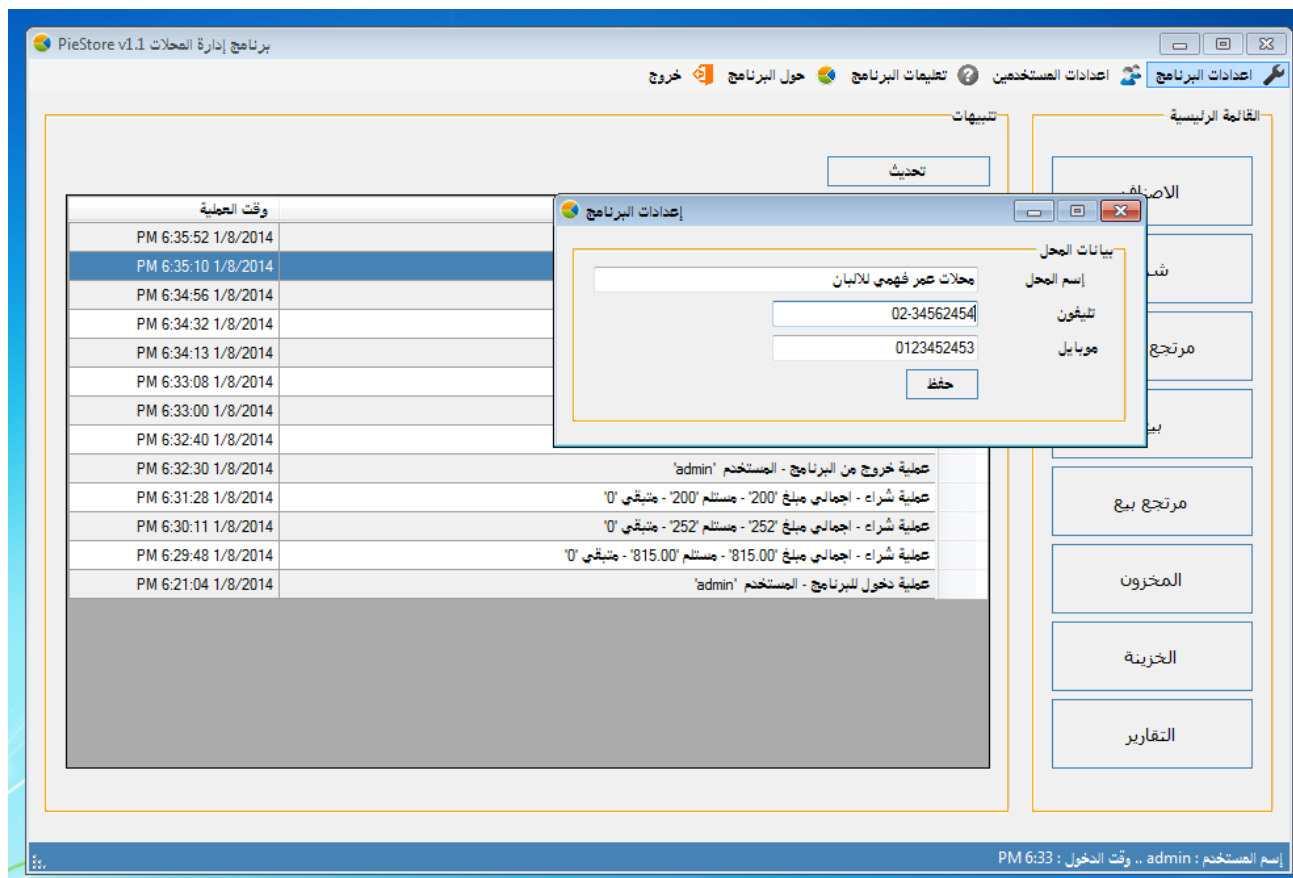 برنامج إدارة المحلات PieStore v1.1
اعدادات البرنامج اعدادات المستخدمين تعليمات البرنامج حول البرنامج خروج
القائمة الرئيسية
الاصناف
مرتجع
مرتجع بيع
المخزون
الخزينة
التقارير
تنبيهات
تحديث
وقت العملية
PM 6:35:52 1/8/2014
PM 6:35:10 1/8/2014
PM 6:34:56 1/8/2014
PM 6:34:32 1/8/2014
PM 6:34:13 1/8/2014
PM 6:33:08 1/8/2014
PM 6:33:00 1/8/2014
PM 6:32:40 1/8/2014
عملية خروج من البرنامج - المستخدم 'admin' PM 6:32:30 1/8/2014
عملية شراء - اجمالي مبلغ '200' - مستلم '200' - متبقي '0' PM 6:31:28 1/8/2014
عملية شراء - اجمالي مبلغ '252' - مستلم '252' - متبقي '0' PM 6:30:11 1/8/2014
عملية شراء - اجمالي مبلغ '815.00' - مستلم '815.00' - متبقي '0' PM 6:29:48 1/8/2014
عملية دخول للبرنامج - المستخدم 'admin' PM 6:21:04 1/8/2014
إعدادات البرنامج
بيانات المحل
إسم المحل محلات عمر فهمي للالبان
تليفون 02-34562454
موبايل 0123452453
حفظ
إسم المستخدم : admin .. وقت الدخول : PM 6:33